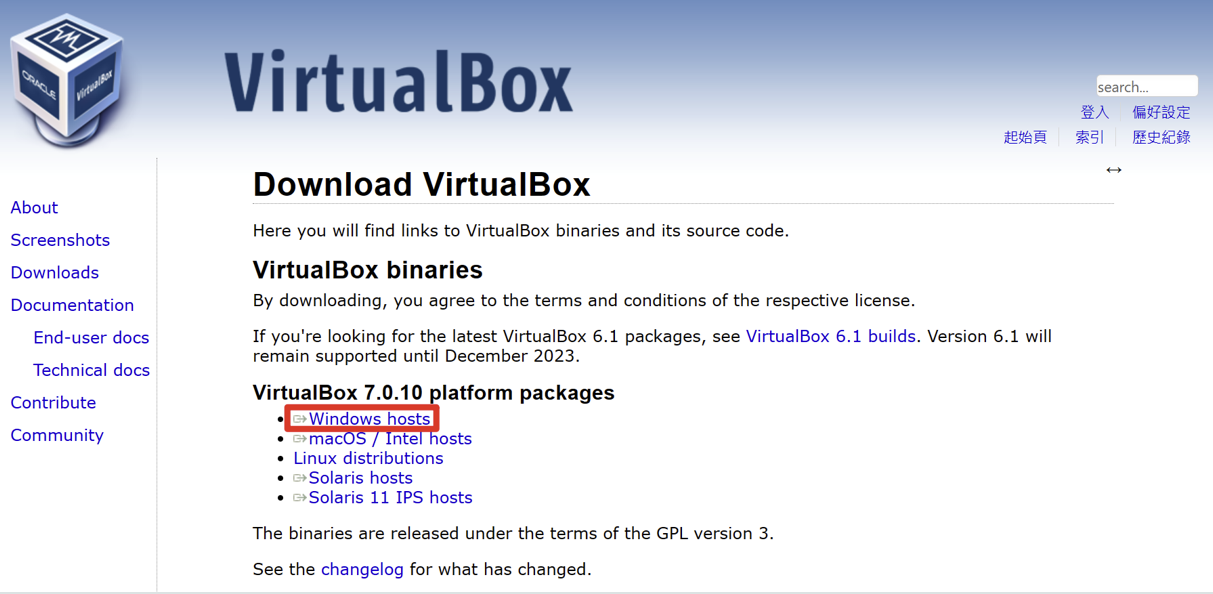 ORACLE
VirtualBox
VirtualBox
search...
登入 偏好設定
起始頁 索引 歷史紀錄
About
Screenshots
Downloads
Documentation
End-user docs
Technical docs
Contribute
Community
Download VirtualBox
Here you will find links to VirtualBox binaries and its source code.
VirtualBox binaries
By downloading, you agree to the terms and conditions of the respective license.
If you're looking for the latest VirtualBox 6.1 packages, see VirtualBox 6.1 builds. Version 6.1 will
remain supported until December 2023.
VirtualBox 7.0.10 platform packages
Windows hosts
macOS / Intel hosts
Linux distributions
Solaris hosts
Solaris 11 IPS hosts
The binaries are released under the terms of the GPL version 3.
See the changelog for what has changed.